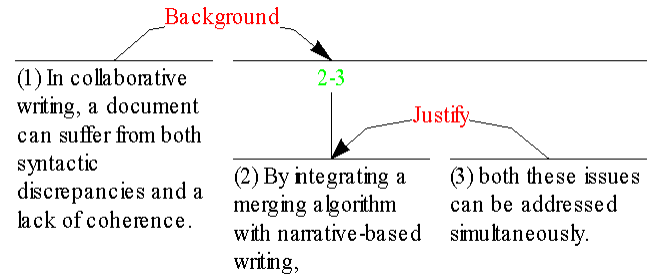 Background
2-3
Justify
(1) In collaborative
writing, a document
can suffer from both
syntactic
discrepancies and a
lack of coherence.
(2) By integrating a
merging algorithm
with narrative-based
writing,
(3) both these issues
can be addressed
simultaneously.